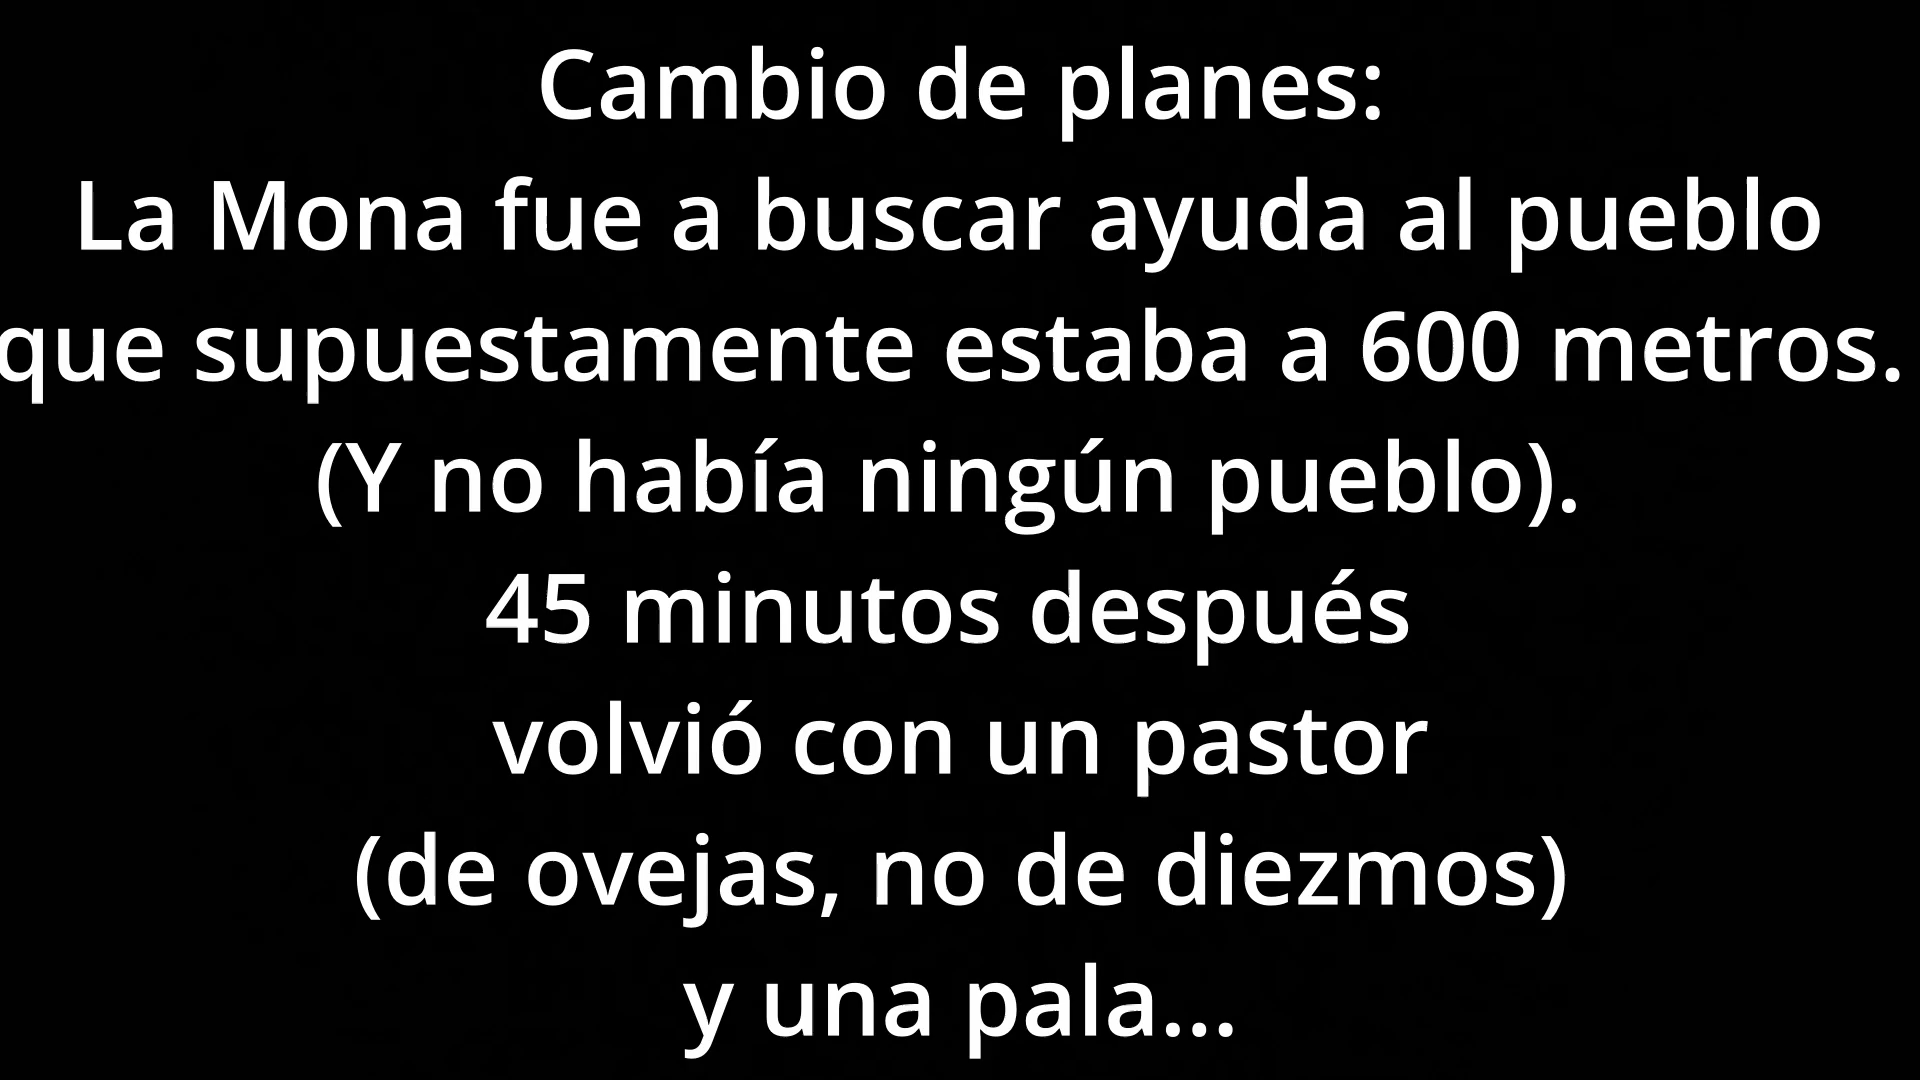 Cambio de planes:
La Mona fue a buscar ayuda al pueblo
que supuestamente estaba a 600 metros.
(Y no había ningún pueblo).
45 minutos después
volvió con un pastor
(de ovejas, no de diezmos)
y una pala...